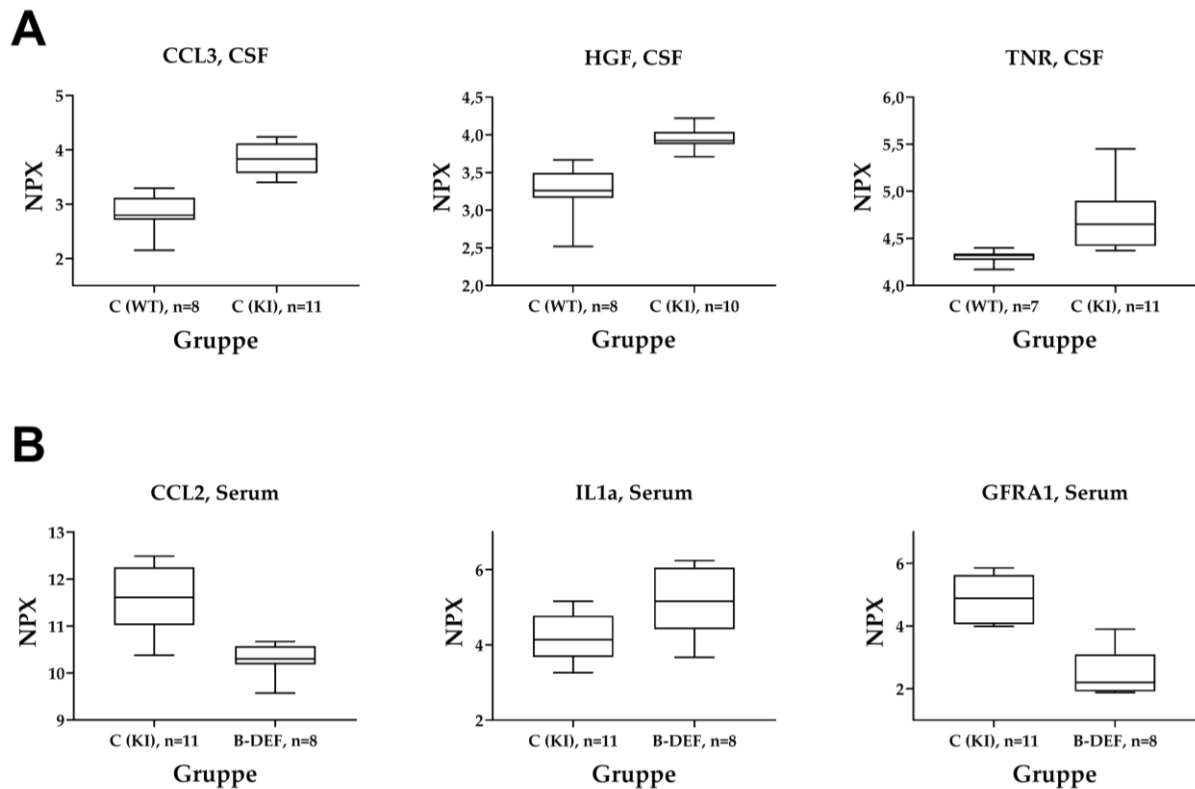 A
CCL3, CSF
HGF, CSF
TNR, CSF
NPX
5
4
3
2
C (WT), n=8
C (KI), n=11
Gruppe
NPX
4,5
4,0
3,5
3,0
2,5
2,0
C (WT), n=8
C (KI), n=10
Gruppe
NPX
6,0
5,5
5,0
4,5
4,0
C (WT), n=7
C (KI), n=11
Gruppe
B
CCL2, Serum
IL1a, Serum
GFRA1, Serum
NPX
13
12
11
10
9
C (KI), n=11
B-DEF, n=8
Gruppe
NPX
6
4
2
C (KI), n=11
B-DEF, n=8
Gruppe
NPX
6
4
2
C (KI), n=11
B-DEF, n=8
Gruppe